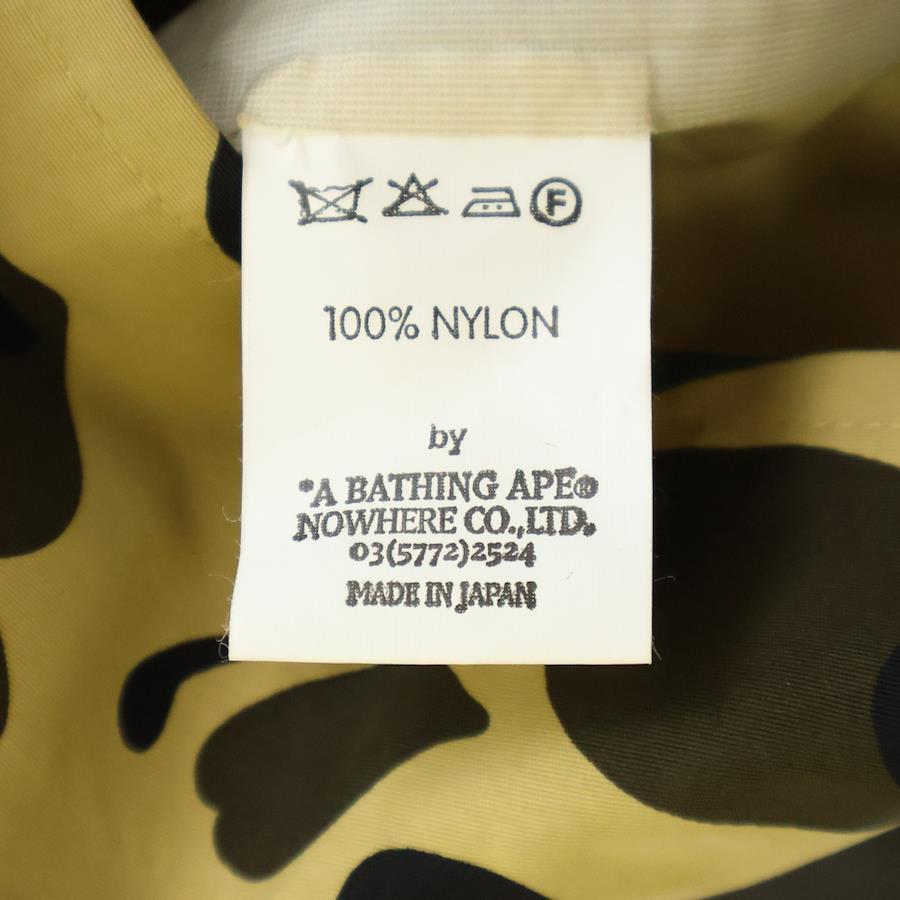 F
100% NYLON
by
*A BATHING APE®
NOWHERE CO.,LTD.
03(5772)2524
MADE IN JAPAN